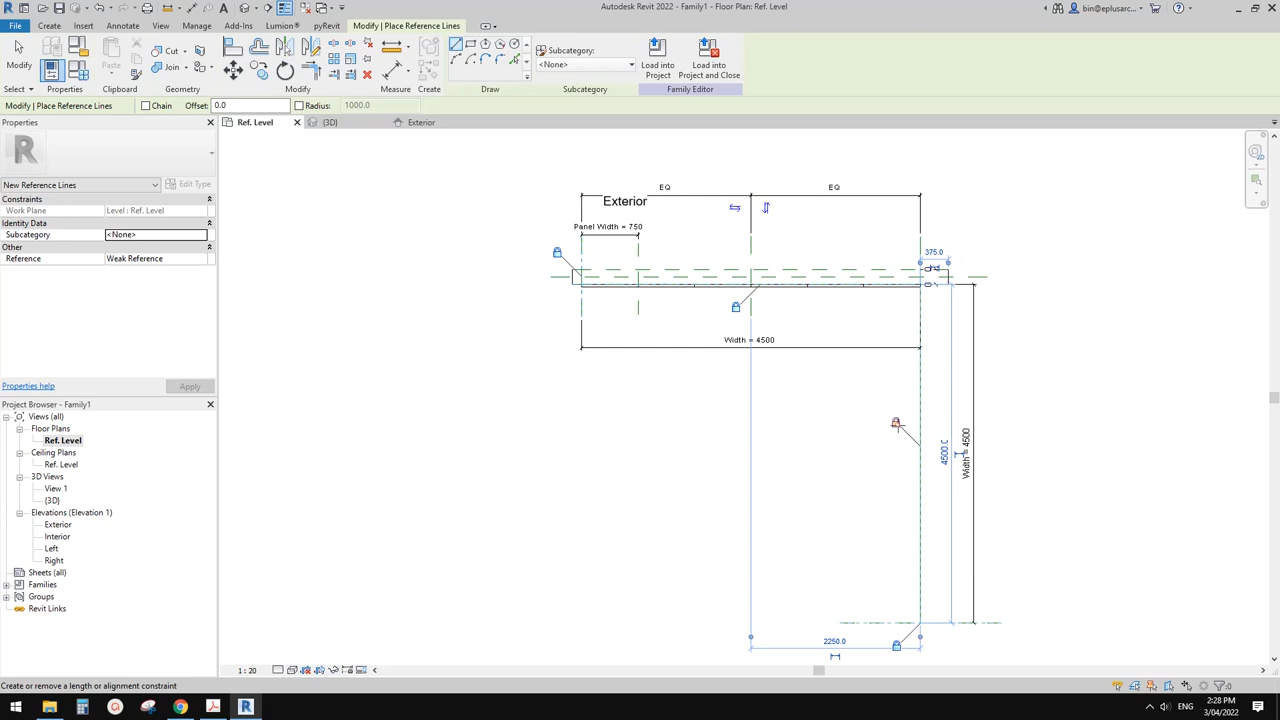 Autodesk Revit 2022 - Family1 - Floor Plan: Ref. Level
bin@eplusarc...
File Create Insert Annotate View Manage Add-Ins Lumion® pyRevit Modify | Place Reference Lines
Modify
Paste
Cut
Join
Subcategory:
<None>
Load into Project
Load into Project and Close
Select Properties Clipboard Geometry Modify Measure Create Draw Subcategory Family Editor
Modify | Place Reference Lines Chain Offset: 0.0 Radius: 1000.0
Properties
Ref. Level {3D} Exterior
R
New Reference Lines Edit Type
Constraints
Work Plane Level : Ref. Level
Identity Data
Subcategory <None>
Other
Reference Weak Reference
Properties help Apply
Project Browser - Family1
Views (all)
Floor Plans
Ref. Level
Ceiling Plans
Ref. Level
3D Views
View 1
{3D}
Elevations (Elevation 1)
Exterior
Interior
Left
Right
Sheets (all)
Families
Groups
Revit Links
EQ EQ
Exterior
Panel Width = 750
375.0
Width = 4500
4500.0
Width = 4500
2250.0
1 : 20
Create or remove a length or alignment constraint
:0
ENG
2:28 PM
3/04/2022